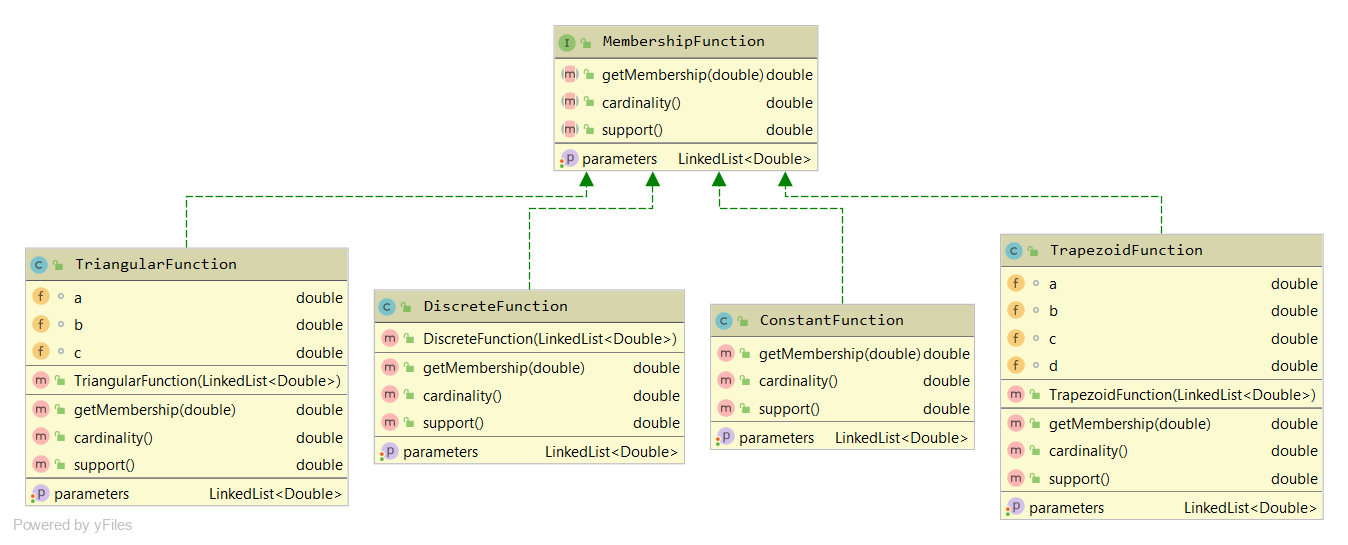 I MembershipFunction
m getMembership(double) double
m cardinality() double
m support() double
p parameters LinkedList<Double>
C TriangularFunction
f a double
f b double
f c double
m TriangularFunction(LinkedList<Double>)
m getMembership(double) double
m cardinality() double
m support() double
p parameters LinkedList<Double>
C DiscreteFunction
m DiscreteFunction(LinkedList<Double>)
m getMembership(double) double
m cardinality() double
m support() double
p parameters LinkedList<Double>
C ConstantFunction
m getMembership(double) double
m cardinality() double
m support() double
p parameters LinkedList<Double>
C TrapezoidFunction
f a double
f b double
f c double
f d double
m TrapezoidFunction(LinkedList<Double>)
m getMembership(double) double
m cardinality() double
m support() double
p parameters LinkedList<Double>
Powered by yFiles